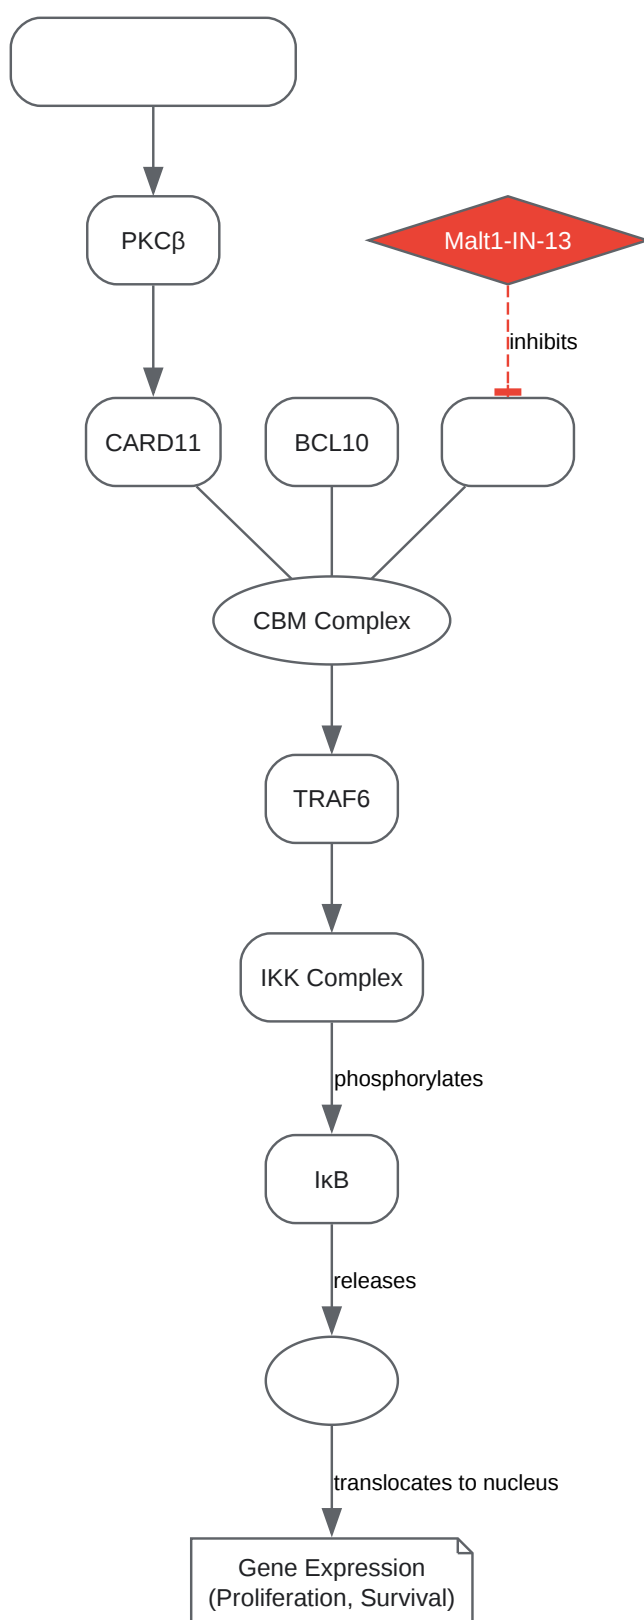 PKCβ
Malt1-IN-13
inhibits
CARD11
BCL10
CBM Complex
TRAF6
IKK Complex
phosphorylates
IκB
releases
translocates to nucleus
Gene Expression
(Proliferation, Survival)